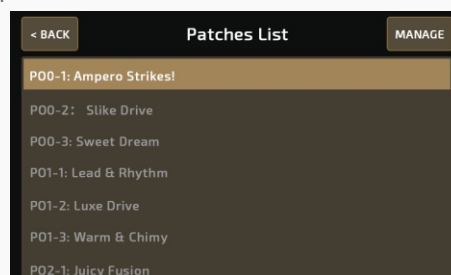 < BACK
Patches List
MANAGE
P00-1: Ampero Strikes!
P00-2: Slike Drive
P00-3: Sweet Dream
P01-1: Lead & Rhythm
P01-2: Luxe Drive
P01-3: Warm & Chimy
P02-1: Juicy Fusion